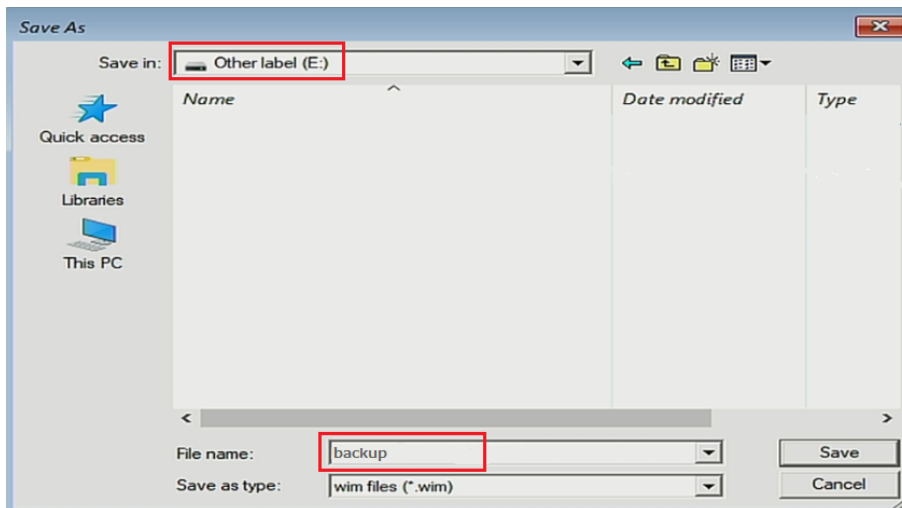 Save As
Save in: Other label (E:)
Name Date modified Type
Quick access
Libraries
This PC
File name: backup Save
Save as type: wim files (*.wim) Cancel